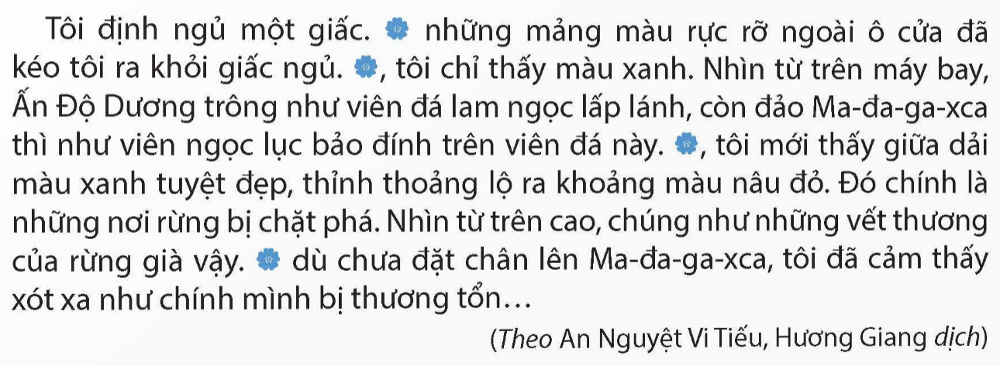 Tôi định ngủ một giấc. những mảng màu rực rỡ ngoài ô cửa đã
kéo tôi ra khỏi giấc ngủ. , tôi chỉ thấy màu xanh. Nhìn từ trên máy bay,
Ấn Độ Dương trông như viên đá lam ngọc lấp lánh, còn đảo Ma-đa-ga-xca
thì như viên ngọc lục bảo đính trên viên đá này. , tôi mới thấy giữa dải
màu xanh tuyệt đẹp, thỉnh thoảng lộ ra khoảng màu nâu đỏ. Đó chính là
những nơi rừng bị chặt phá. Nhìn từ trên cao, chúng như những vết thương
của rừng già vậy. dù chưa đặt chân lên Ma-đa-ga-xca, tôi đã cảm thấy
xót xa như chính mình bị thương tổn...
(Theo An Nguyệt Vi Tiếu, Hương Giang dịch)